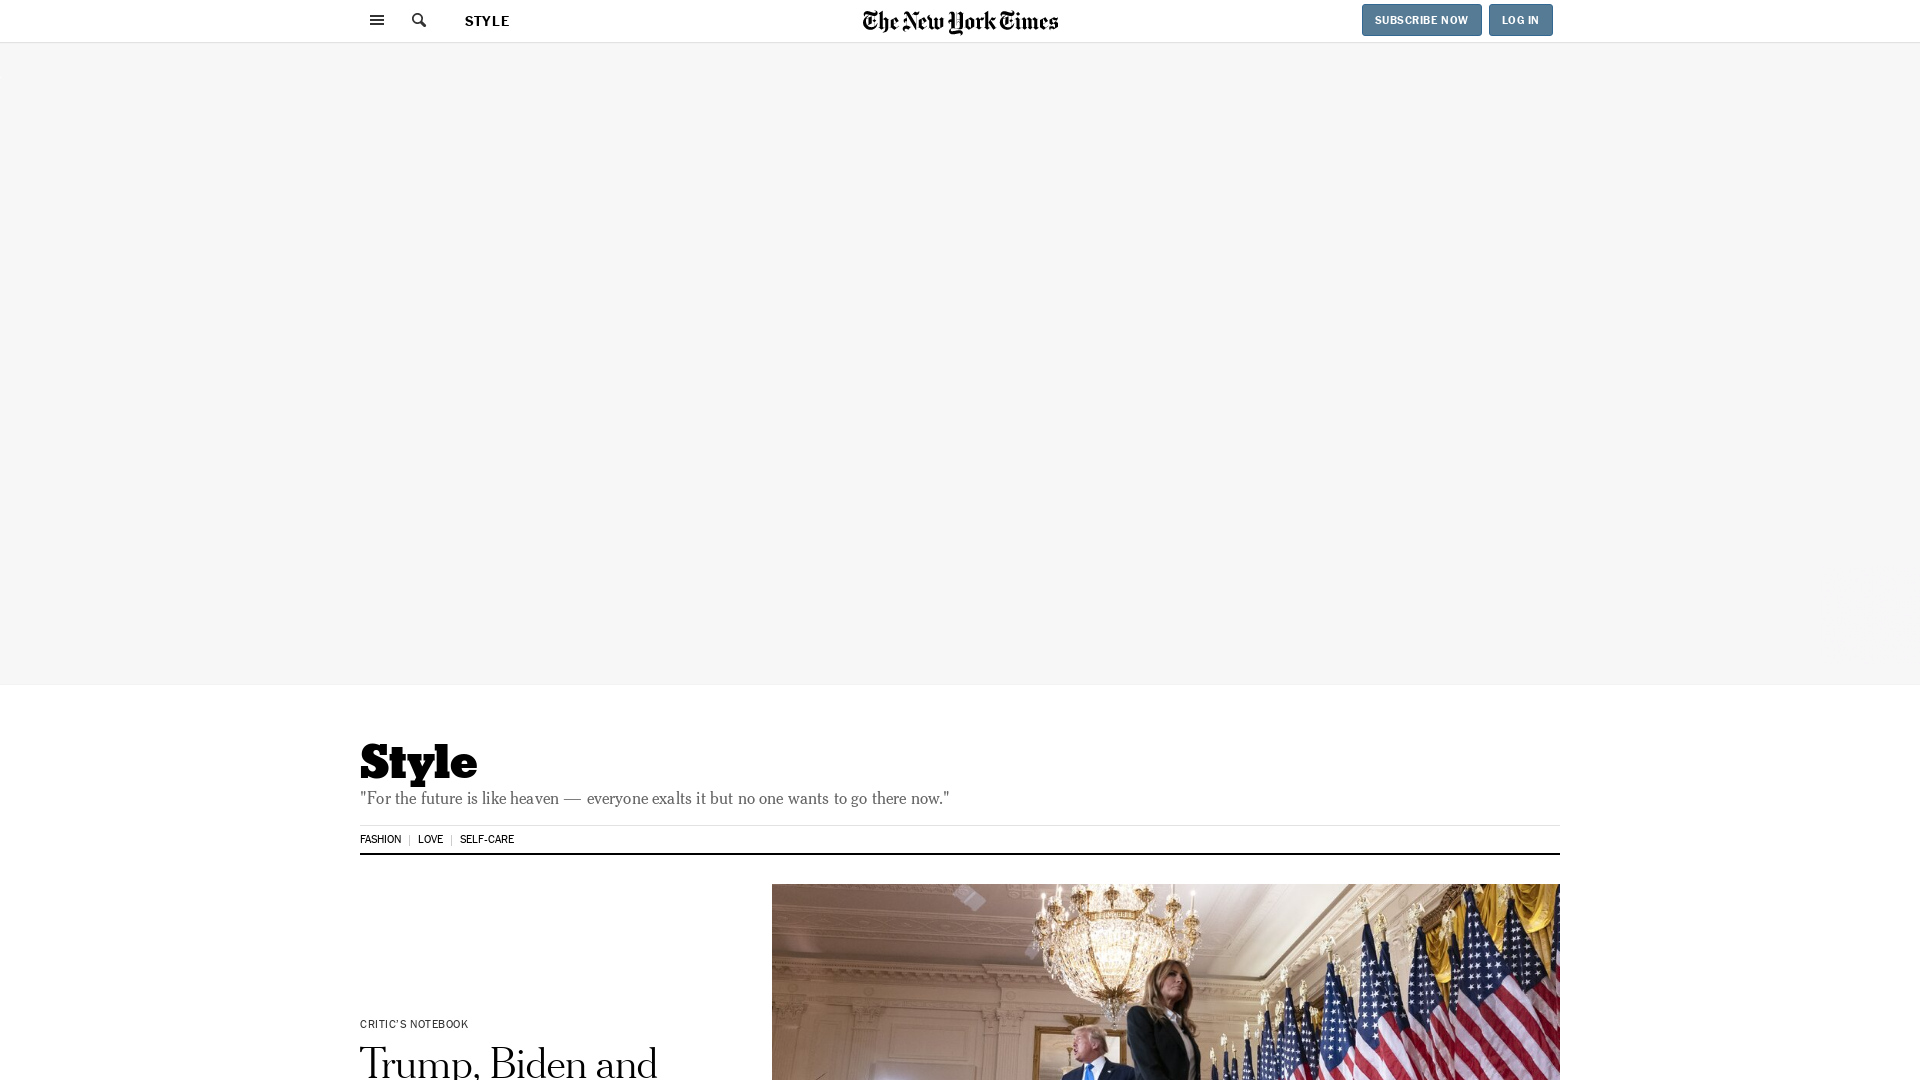 STYLE
The New York Times
SUBSCRIBE NOW
LOG IN
Style
"For the future is like heaven — everyone exalts it but no one wants to go there now."
FASHION
LOVE
SELF-CARE
CRITIC'S NOTEBOOK
Trump, Biden and